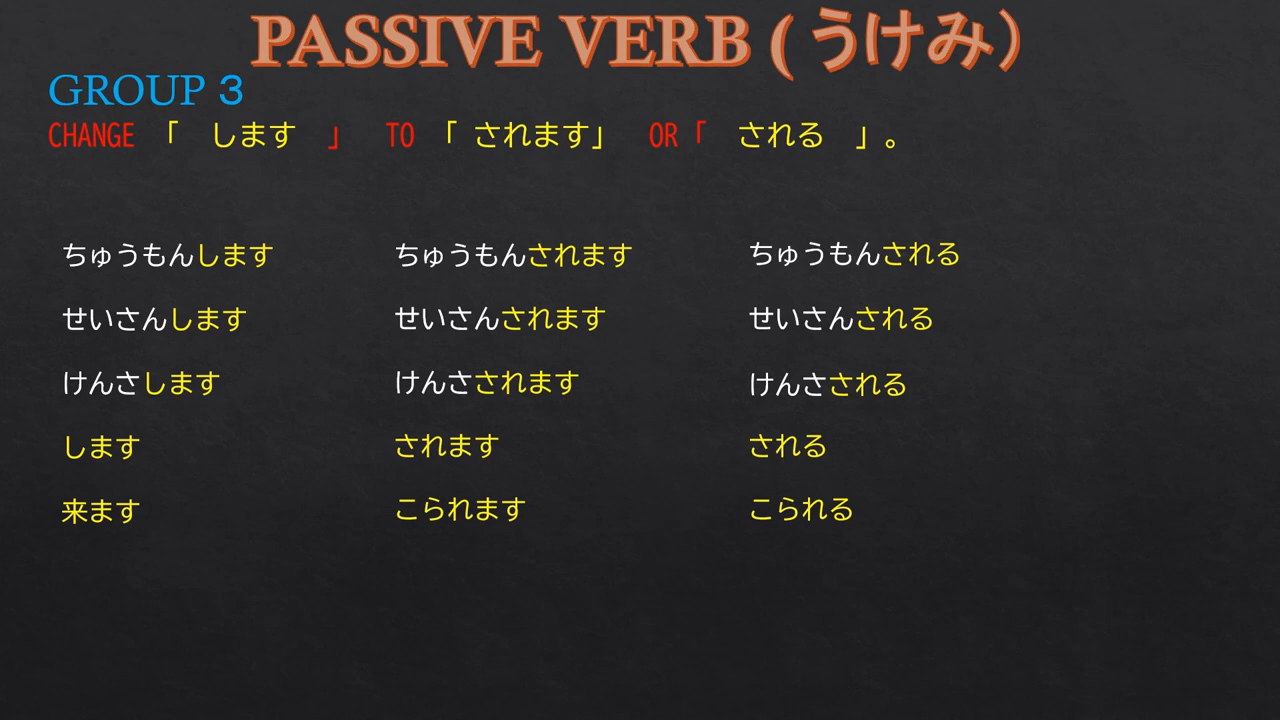 PASSIVE VERB ( うけみ）
GROUP 3
CHANGE 「　します　」　TO 「 されます」　OR「　される　」。
ちゅうもんします　ちゅうもんされます　ちゅうもんされる
せいさんします　せいさんされます　せいさんされる
けんさします　けんさされます　けんさされる
します　されます　される
来ます　こられます　こられる